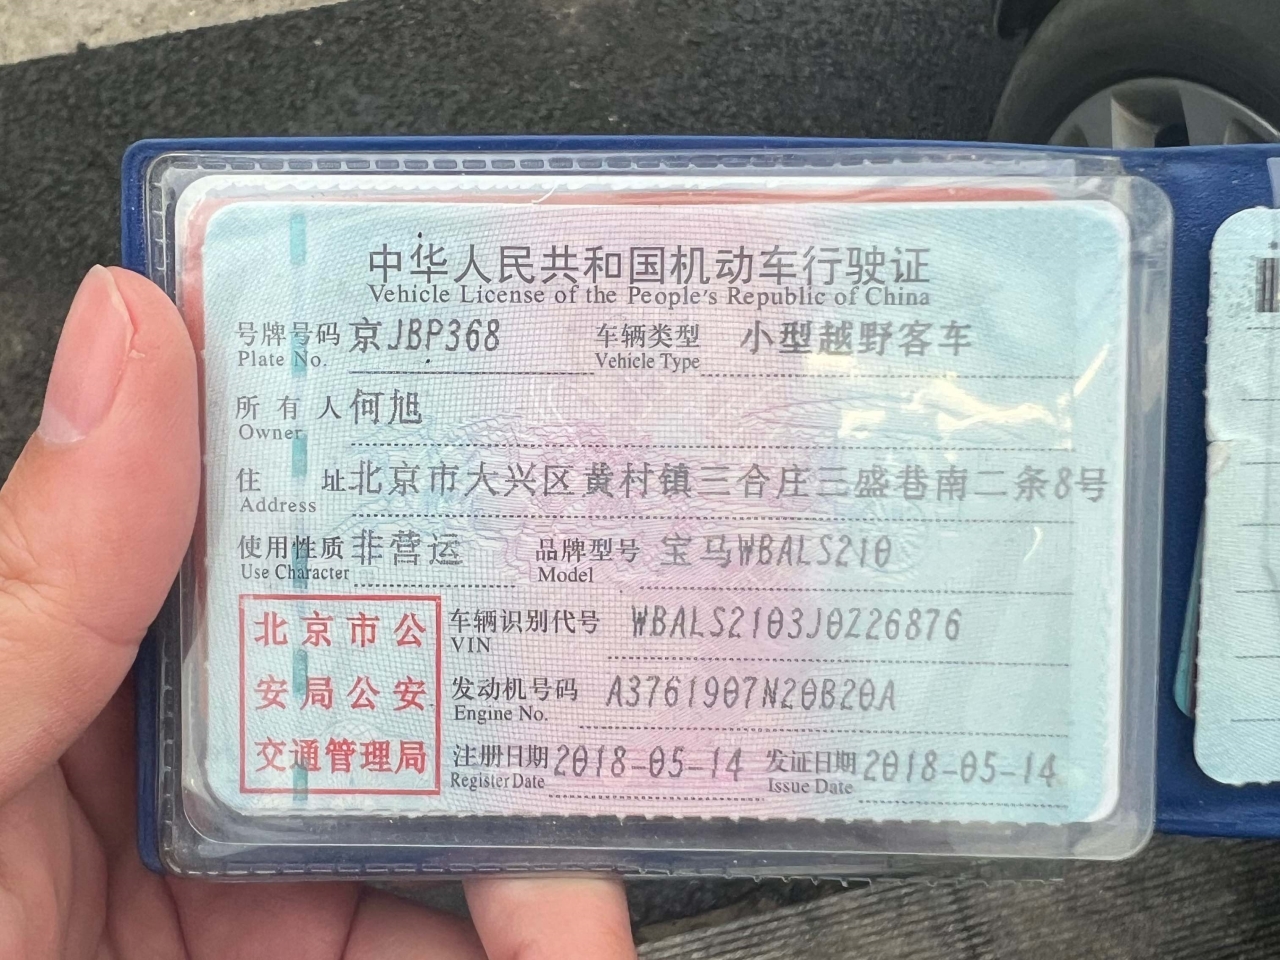 中华人民共和国机动车行驶证
Vehicle License of the People's Republic of China
号牌号码 京JBP368 车辆类型 小型越野客车
Plate No. Vehicle Type
所有人 何旭
Owner
住址 北京市大兴区黄村镇三合庄三盛巷南二条8号
Address
使用性质 非营运 品牌型号 宝马WBALS210
Use Character Model
北京市公 车辆识别代号 WBALS2103J0Z26876
VIN
安局公安 发动机号码 A3761907N20B20A
Engine No.
交通管理局 注册日期 2018-05-14 发证日期 2018-05-14
Register Date Issue Date